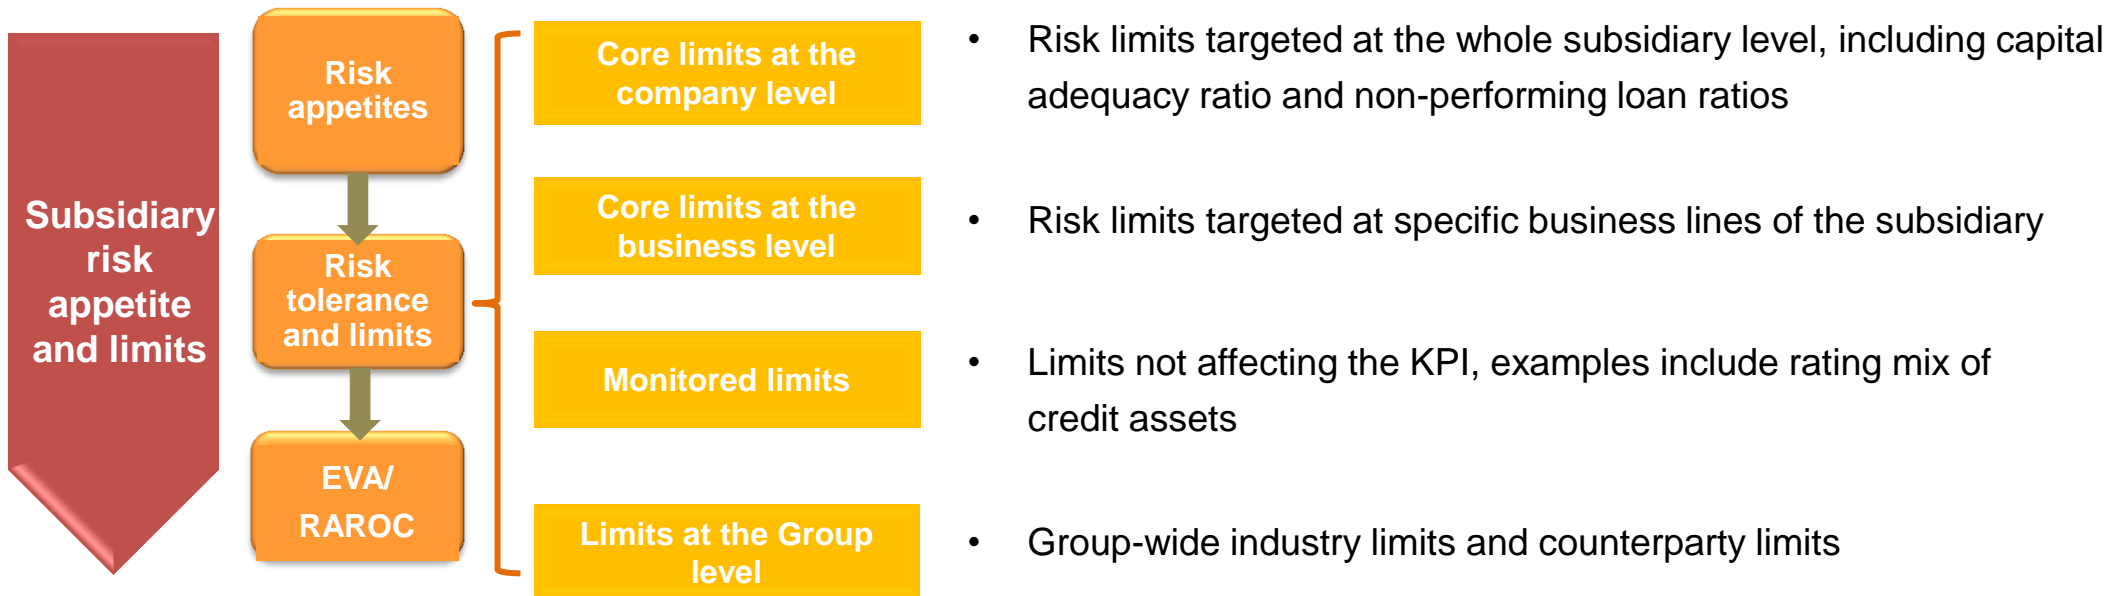 Subsidiary
risk
appetite
and limits
Risk
appetites
Risk
tolerance
and limits
EVA/
RAROC
Core limits at the
company level
• Risk limits targeted at the whole subsidiary level, including capital
adequacy ratio and non-performing loan ratios
Core limits at the
business level
• Risk limits targeted at specific business lines of the subsidiary
Monitored limits
• Limits not affecting the KPI, examples include rating mix of
credit assets
Limits at the Group
level
• Group-wide industry limits and counterparty limits